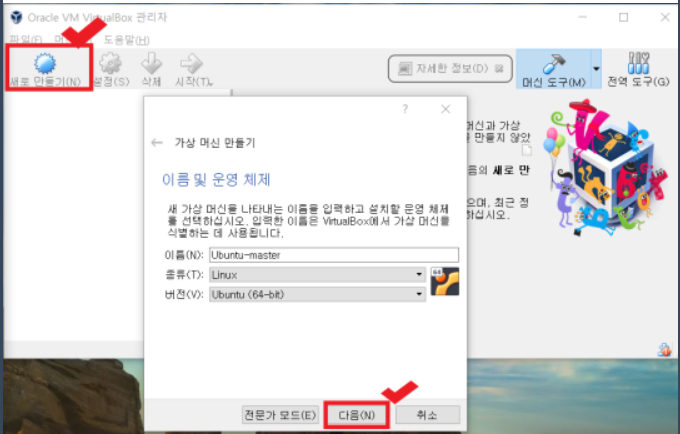 Oracle VM VirtualBox 관리자
파일(F) 도움말(H)
새로 만들기(N) 설정(S) 삭제 시작(T)
자세한 정보(D)
머신 도구(M) 전역 도구(G)
? ×
← 가상 머신 만들기
이름 및 운영 체제
새 가상 머신을 나타내는 이름을 입력하고 설치할 운영 체제
를 선택하십시오. 입력한 이름은 VirtualBox에서 가상 머신을
식별하는 데 사용됩니다.
이름(N): Ubuntu-master
종류(T): Linux
64
버전(V): Ubuntu (64-bit)
전문가 모드(E) 다음(N) 취소
머신과 가상
만들지 않았
음의 새로 만
으며, 최근 정
하십시오.